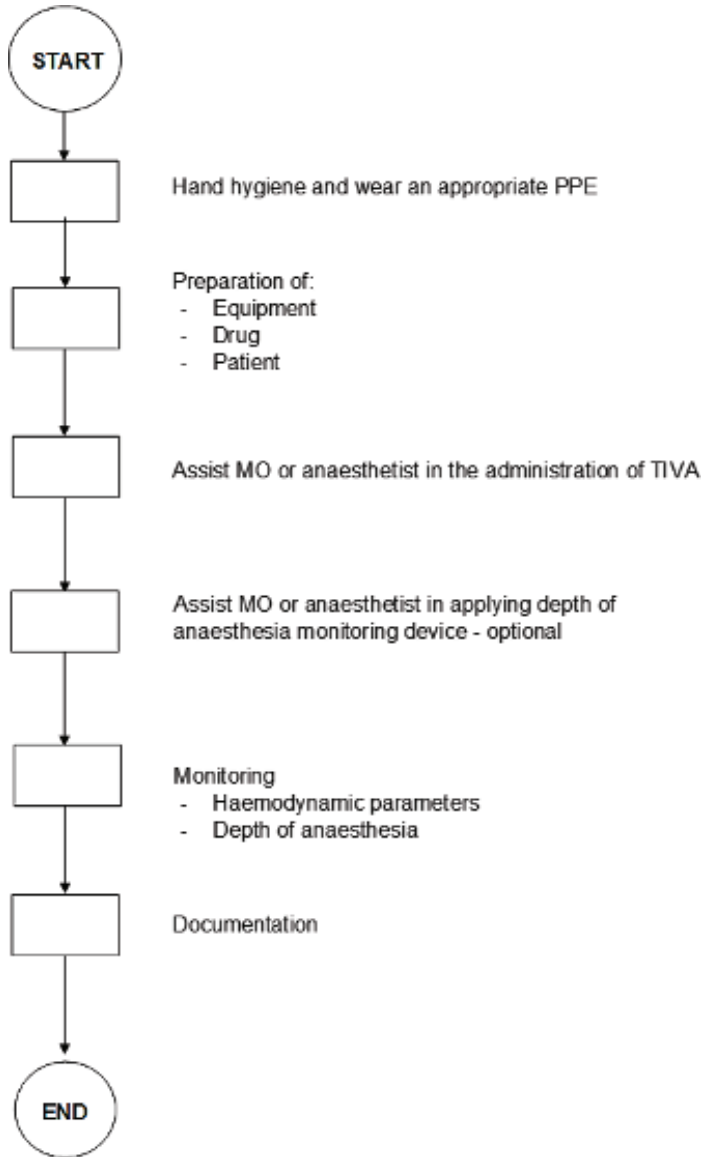 START
Hand hygiene and wear an appropriate PPE
Preparation of:
- Equipment
- Drug
- Patient
Assist MO or anaesthetist in the administration of TIVA
Assist MO or anaesthetist in applying depth of
anaesthesia monitoring device - optional
Monitoring
- Haemodynamic parameters
- Depth of anaesthesia
Documentation
END